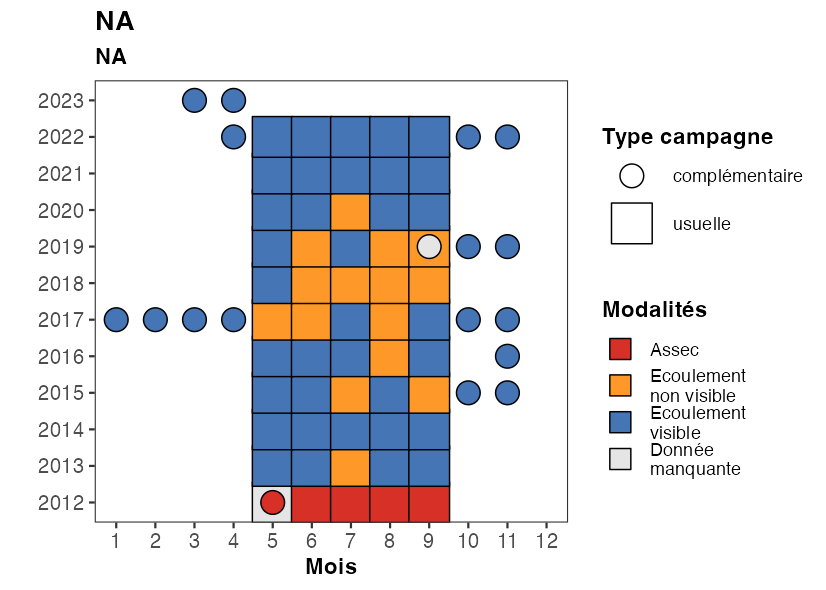 NA
NA
2023
2022
2021
2020
2019
2018
2017
2016
2015
2014
2013
2012
1 2 3 4 5 6 7 8 9 10 11 12
Mois
Type campagne
complémentaire
usuelle
Modalités
Assec
Ecoulement
non visible
Ecoulement
visible
Donnée
manquante